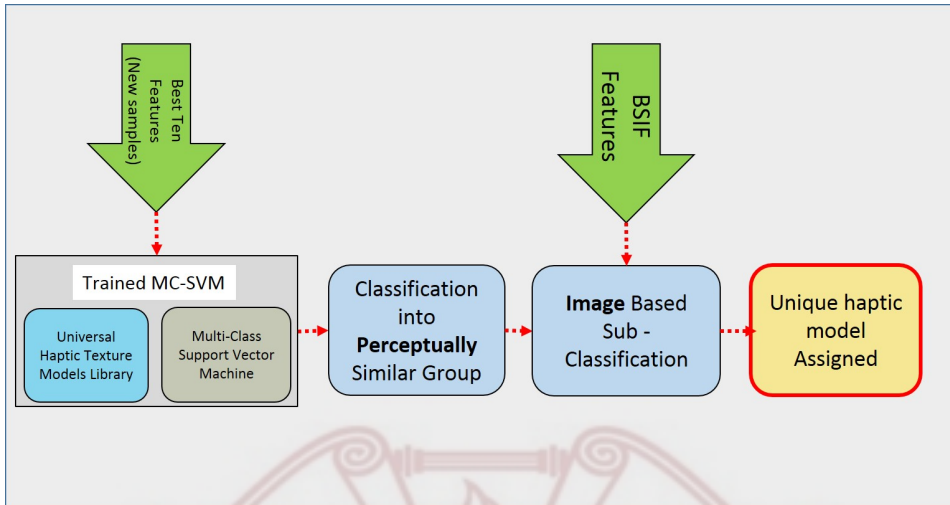 Best Ten
Features
(New samples)
BSIF
Features
Trained MC-SVM
Universal
Haptic Texture
Models Library
Multi-Class
Support Vector
Machine
Classification
into
Perceptually
Similar Group
Image Based
Sub -
Classification
Unique haptic
model
Assigned